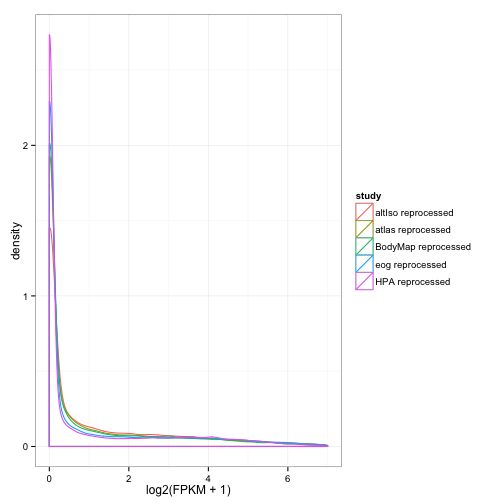 density
2
1
0
0
2
4
6
log2(FPKM + 1)
study
altIso reprocessed
atlas reprocessed
BodyMap reprocessed
eog reprocessed
HPA reprocessed